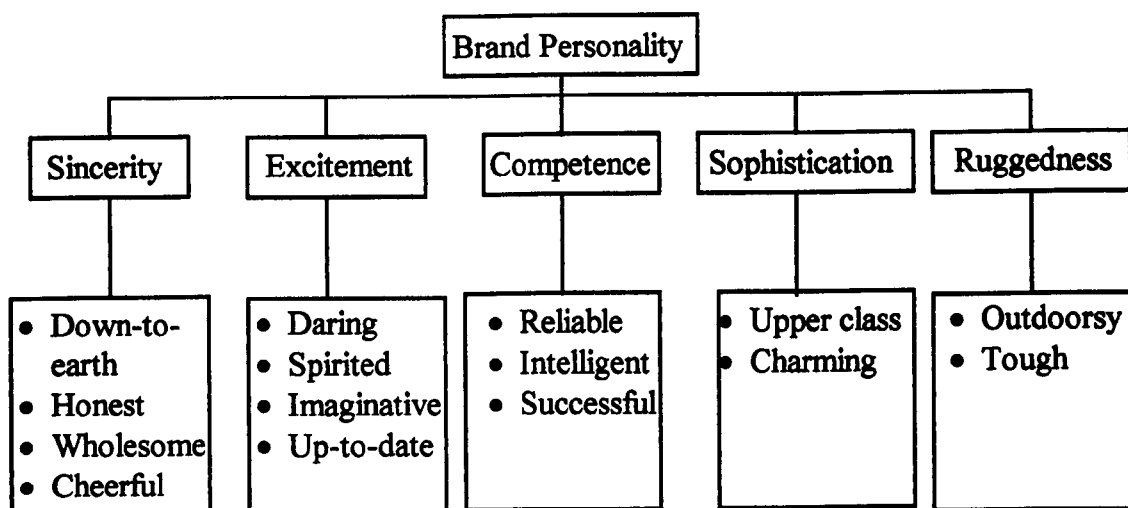 Brand Personality
Sincerity
Excitement
Competence
Sophistication
Ruggedness
• Down-to-
earth
• Honest
• Wholesome
• Cheerful
• Daring
• Spirited
• Imaginative
• Up-to-date
• Reliable
• Intelligent
• Successful
• Upper class
• Charming
• Outdoorsy
• Tough